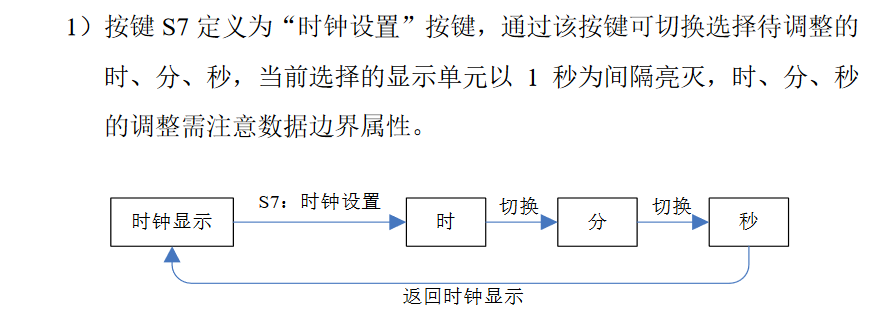 1）按键 S7 定义为“时钟设置”按键，通过该按键可切换选择待调整的
时、分、秒，当前选择的显示单元以 1 秒为间隔亮灭，时、分、秒
的调整需注意数据边界属性。
时钟显示
S7：时钟设置
时
切换
分
切换
秒
返回时钟显示